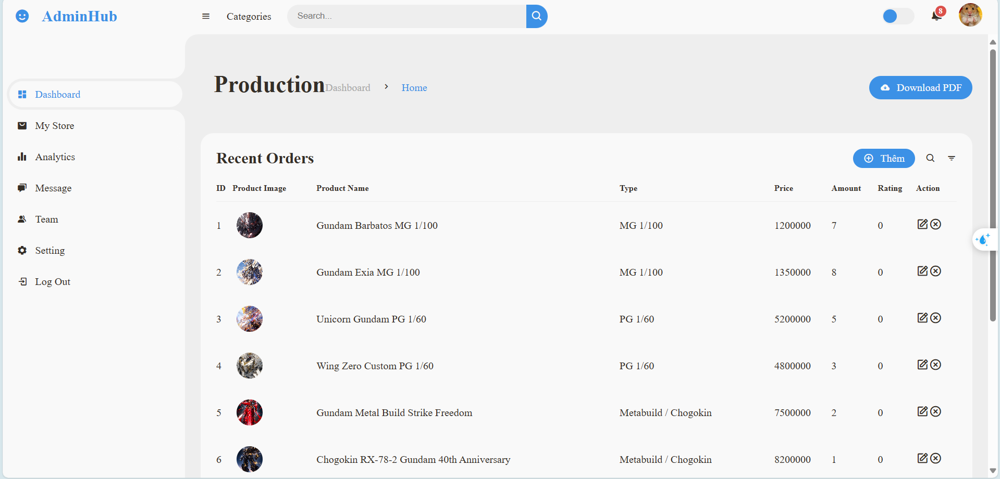 AdminHub
Categories
Search...
8
Dashboard
My Store
Analytics
Message
Team
Setting
Log Out
Production Dashboard Home
Download PDF
Recent Orders
Thêm
ID Product Image Product Name Type Price Amount Rating Action
1 Gundam Barbatos MG 1/100 MG 1/100 1200000 7 0
2 Gundam Exia MG 1/100 MG 1/100 1350000 8 0
3 Unicorn Gundam PG 1/60 PG 1/60 5200000 5 0
4 Wing Zero Custom PG 1/60 PG 1/60 4800000 3 0
5 Gundam Metal Build Strike Freedom Metabuild / Chogokin 7500000 2 0
6 Chogokin RX-78-2 Gundam 40th Anniversary Metabuild / Chogokin 8200000 1 0